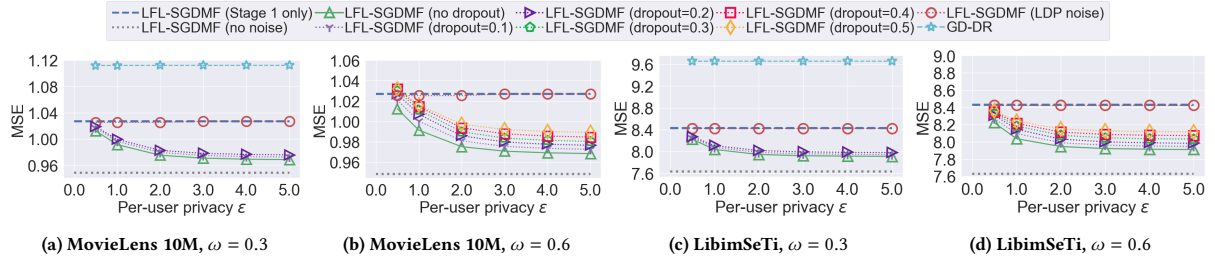 LFL-SGDMF (Stage 1 only) LFL-SGDMF (no dropout) LFL-SGDMF (dropout=0.2) LFL-SGDMF (dropout=0.4) LFL-SGDMF (LDP noise)
LFL-SGDMF (no noise) LFL-SGDMF (dropout=0.1) LFL-SGDMF (dropout=0.3) LFL-SGDMF (dropout=0.5) GD-DR
MSE
1.12
1.08
1.04
1.00
0.96
0.0 1.0 2.0 3.0 4.0 5.0
Per-user privacy ε
(a) MovieLens 10M, ω = 0.3
MSE
1.06
1.04
1.02
1.00
0.98
0.96
0.0 1.0 2.0 3.0 4.0 5.0
Per-user privacy ε
(b) MovieLens 10M, ω = 0.6
MSE
9.6
9.2
8.8
8.4
8.0
7.6
0.0 1.0 2.0 3.0 4.0 5.0
Per-user privacy ε
(c) LibimSeTi, ω = 0.3
MSE
9.0
8.8
8.6
8.4
8.2
8.0
7.8
7.6
0.0 1.0 2.0 3.0 4.0 5.0
Per-user privacy ε
(d) LibimSeTi, ω = 0.6